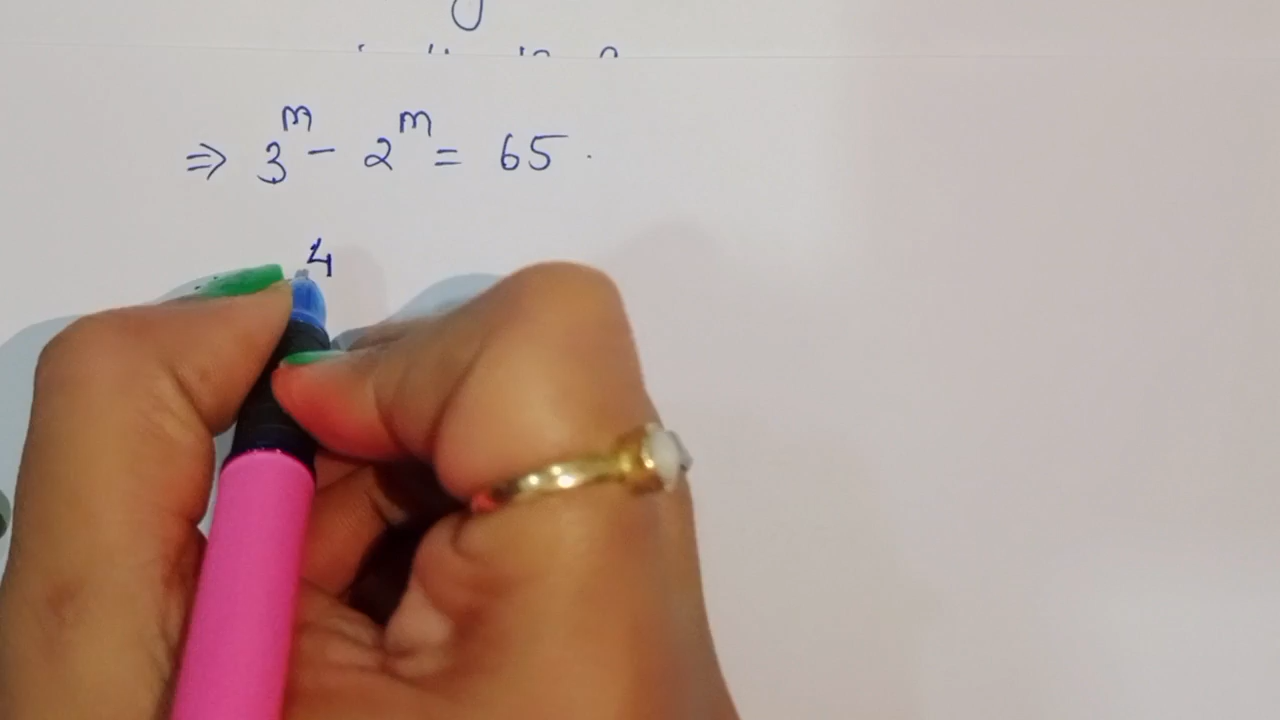 ⇒ 3^m - 2^m = 65.
4